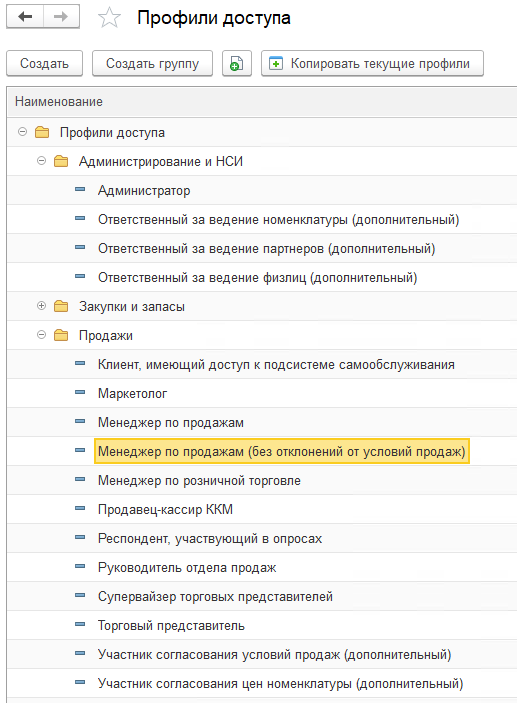 Профили доступа
Создать
Создать группу
Копировать текущие профили
Наименование
Профили доступа
Администрирование и НСИ
Администратор
Ответственный за ведение номенклатуры (дополнительный)
Ответственный за ведение партнеров (дополнительный)
Ответственный за ведение физлиц (дополнительный)
Закупки и запасы
Продажи
Клиент, имеющий доступ к подсистеме самообслуживания
Маркетолог
Менеджер по продажам
Менеджер по продажам (без отклонений от условий продаж)
Менеджер по розничной торговле
Продавец-кассир ККМ
Респондент, участвующий в опросах
Руководитель отдела продаж
Супервайзер торговых представителей
Торговый представитель
Участник согласования условий продаж (дополнительный)
Участник согласования цен номенклатуры (дополнительный)